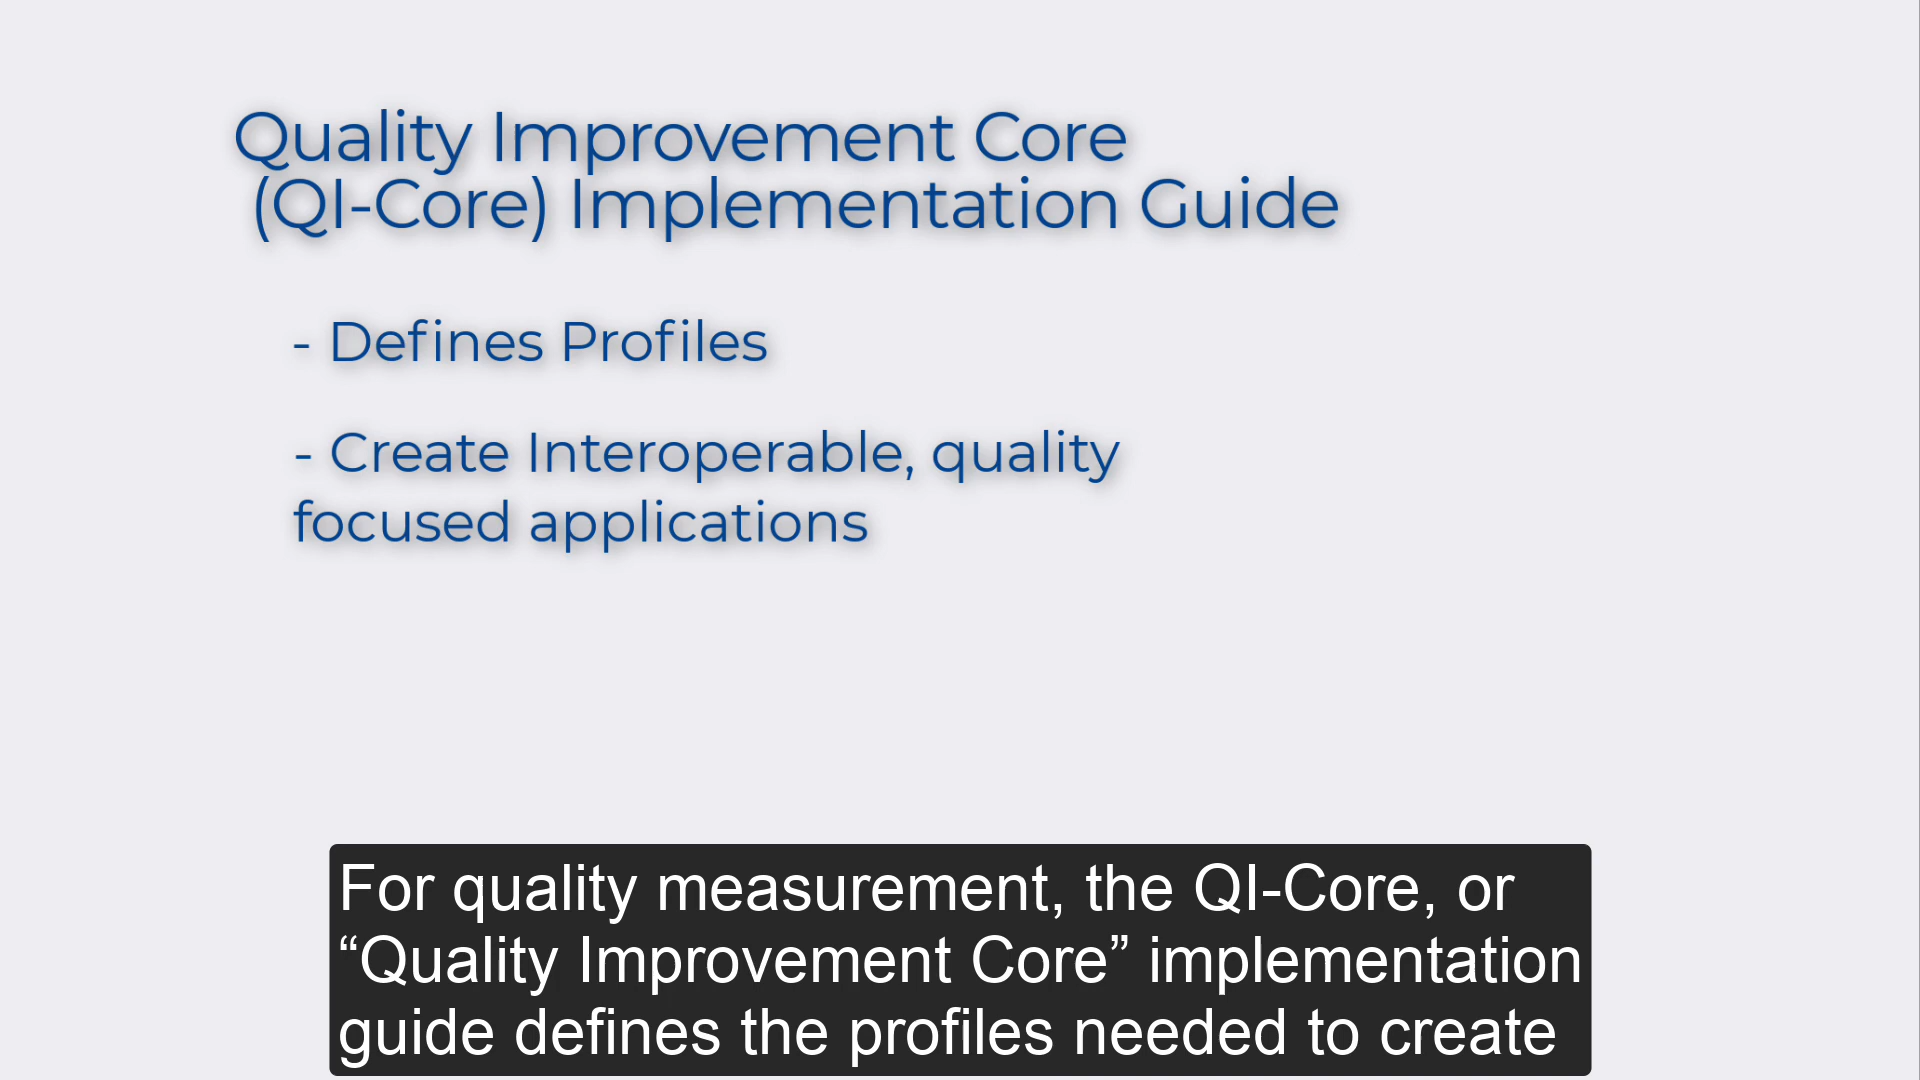 Quality Improvement Core
(QI-Core) Implementation Guide
- Defines Profiles
- Create Interoperable, quality
focused applications
For quality measurement, the QI-Core, or
“Quality Improvement Core” implementation
guide defines the profiles needed to create